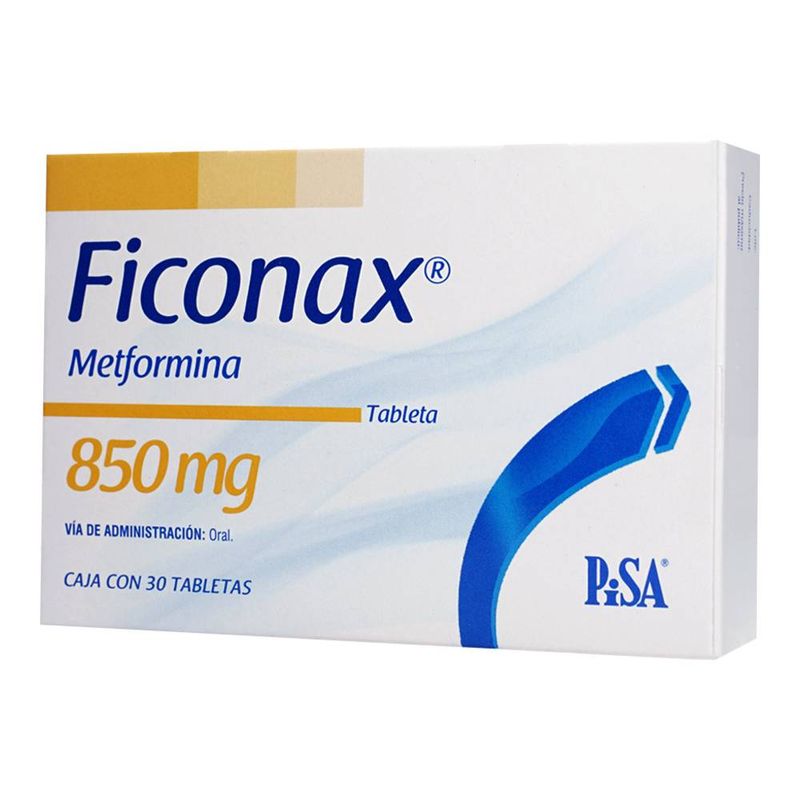 Ficonax®
Metformina
Tableta
850 mg
VÍA DE ADMINISTRACIÓN: Oral.
CAJA CON 30 TABLETAS
PiSA®